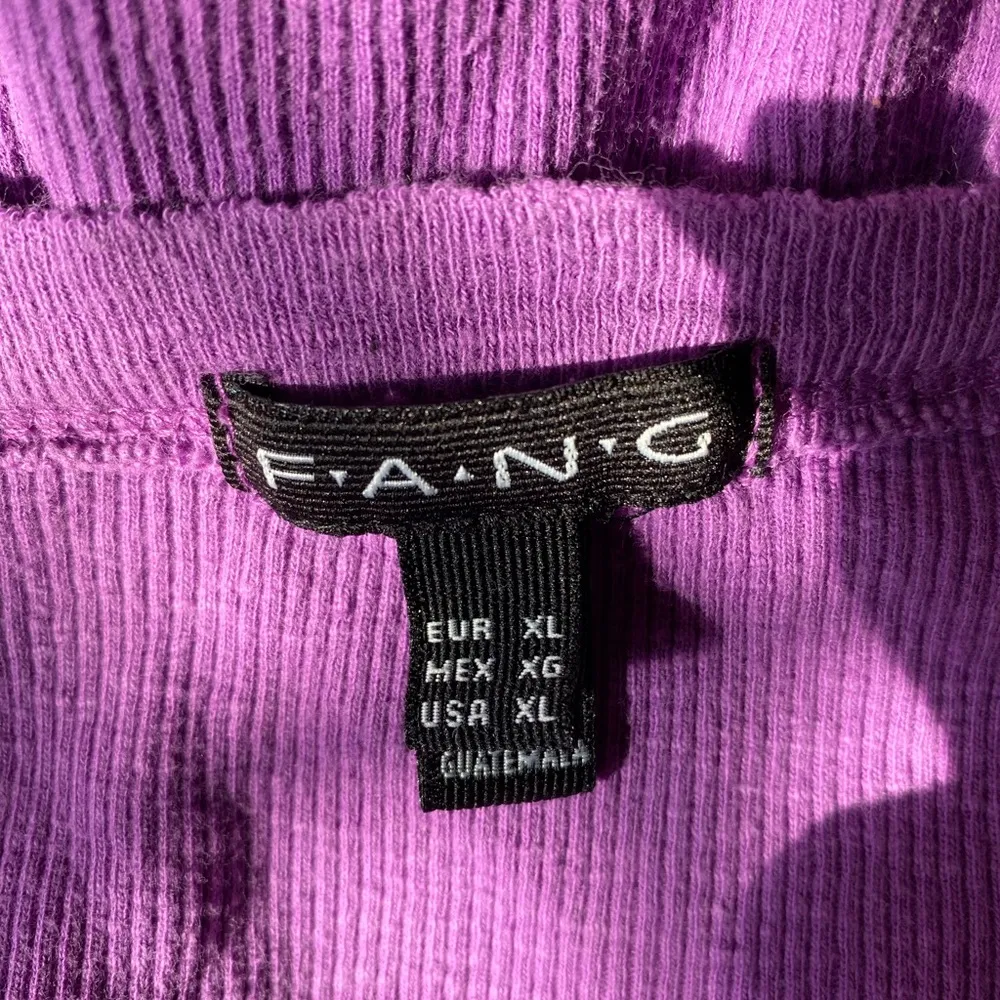 F▾A▴N▾G
EUR XL
MEX XG
USA XL
GUATEMALA